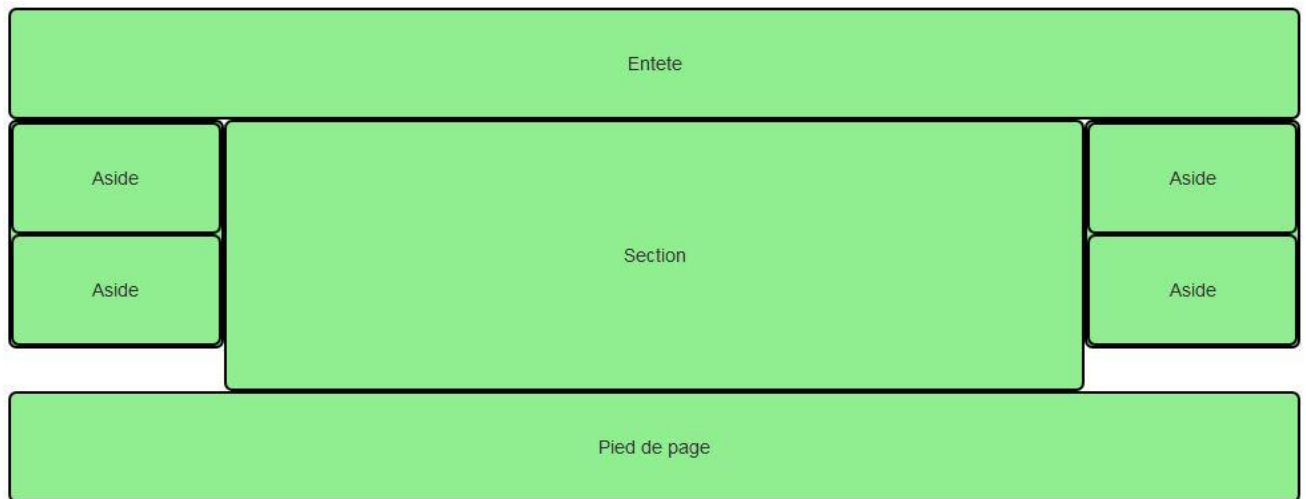 Entete
Aside
Aside
Section
Aside
Aside
Pied de page